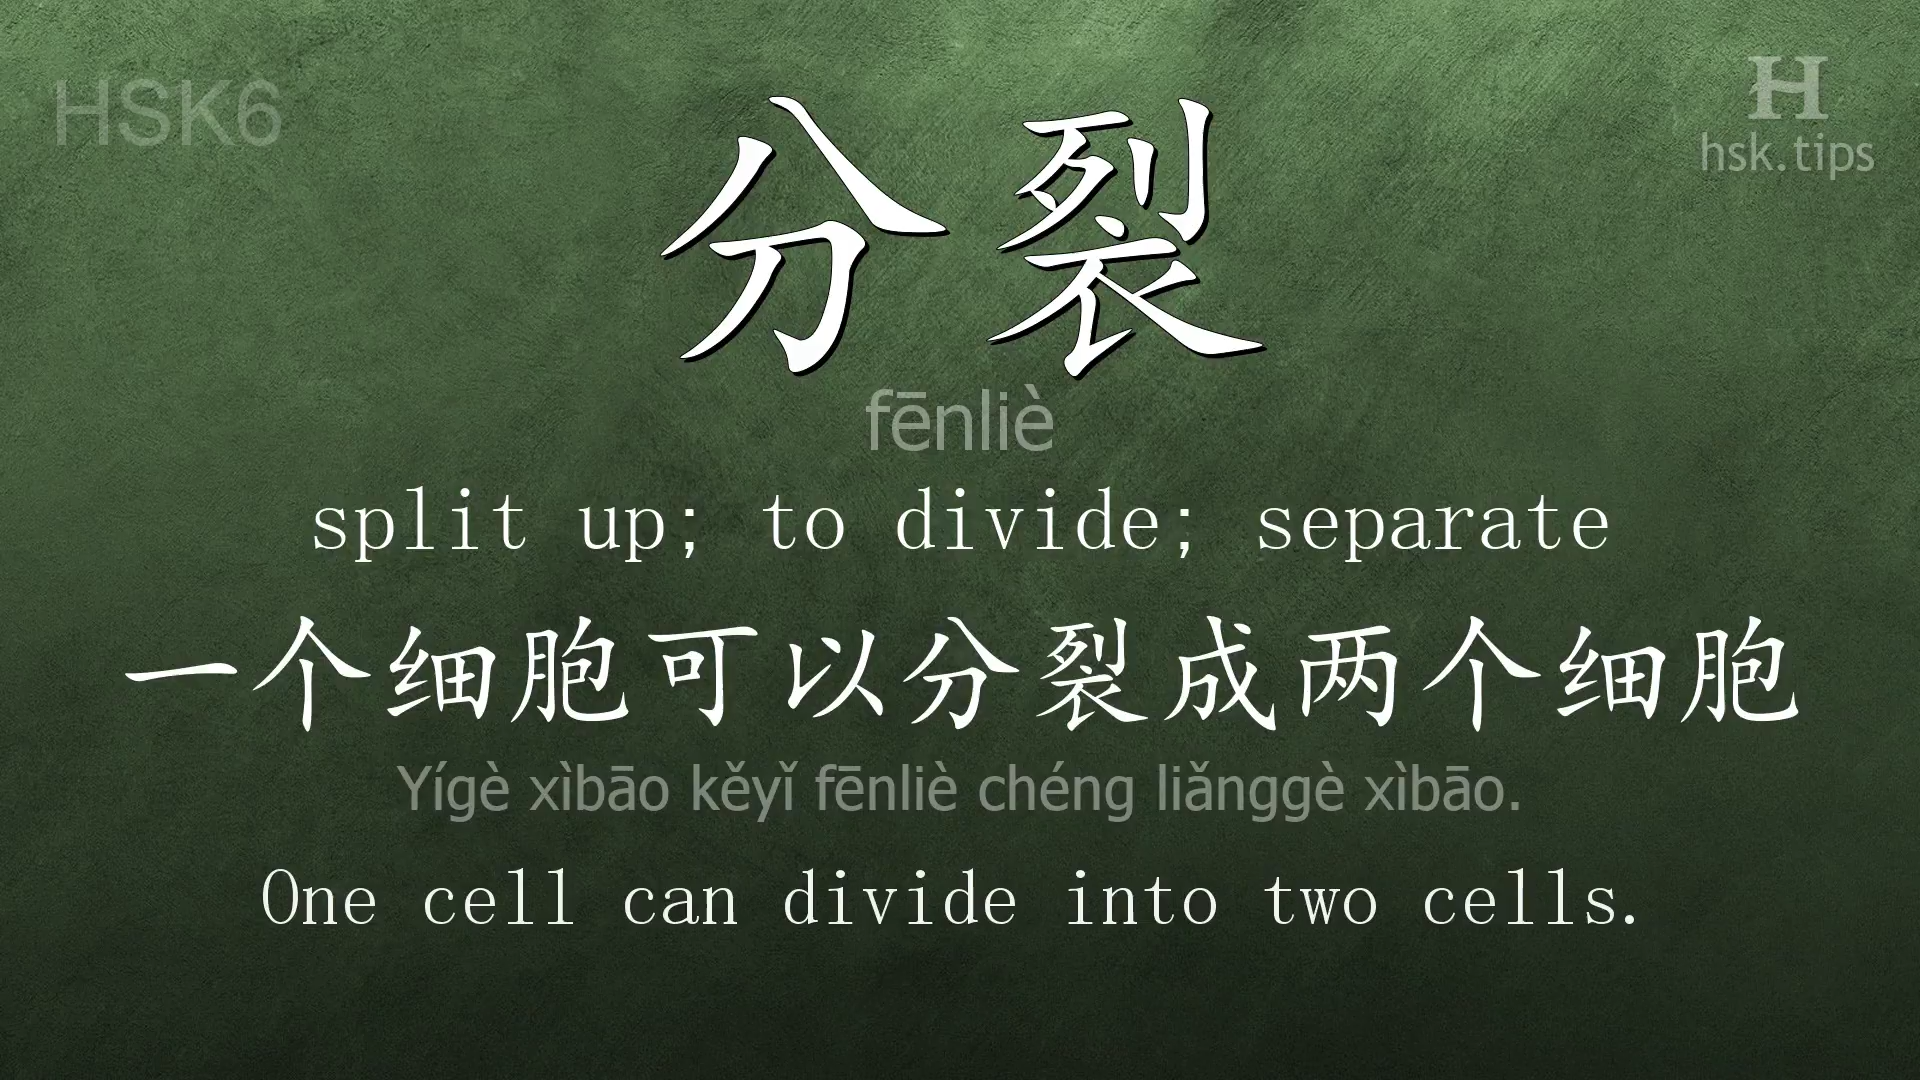 HSK6
H
hsk.tips
分裂
fēnliè
split up; to divide; separate
一个细胞可以分裂成两个细胞
Yígè xìbāo kěyǐ fēnliè chéng liǎnggè xìbāo.
One cell can divide into two cells.